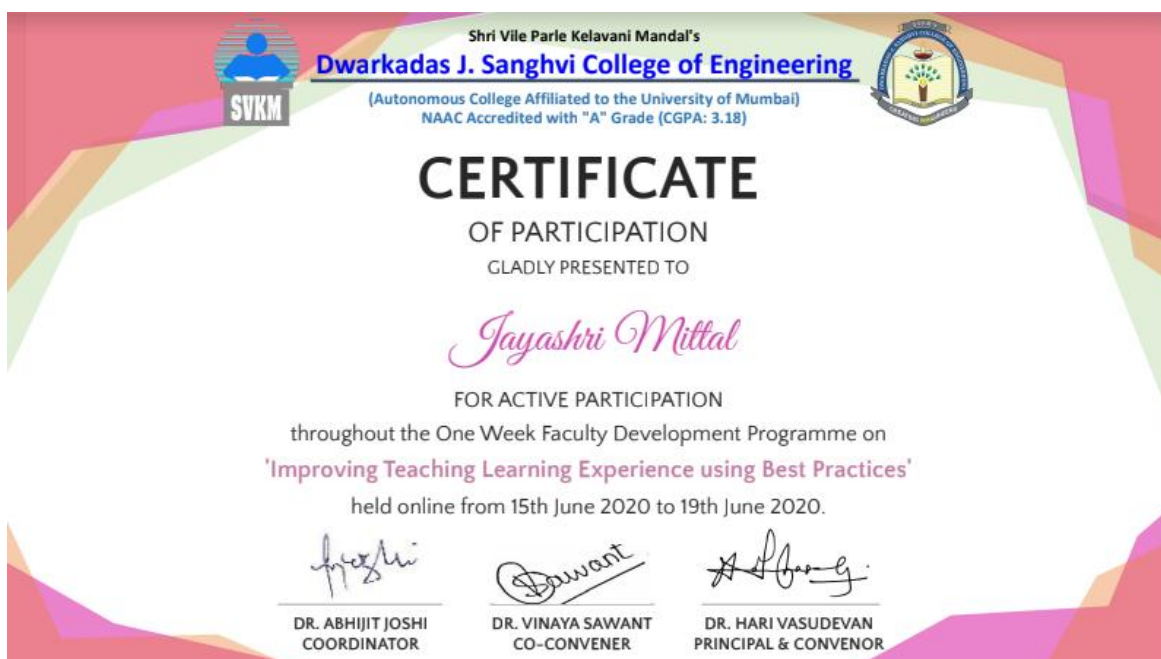 Shri Vile Parle Kelavani Mandal's
Dwarkadas J. Sanghvi College of Engineering
(Autonomous College Affiliated to the University of Mumbai)
NAAC Accredited with "A" Grade (CGPA: 3.18)
SVKM
CERTIFICATE
OF PARTICIPATION
GLADLY PRESENTED TO
Jayashri Mittal
FOR ACTIVE PARTICIPATION
throughout the One Week Faculty Development Programme on
'Improving Teaching Learning Experience using Best Practices'
held online from 15th June 2020 to 19th June 2020.
Sawant
DR. ABHIJIT JOSHI DR. VINAYA SAWANT DR. HARI VASUDEVAN
COORDINATOR CO-CONVENER PRINCIPAL & CONVENOR